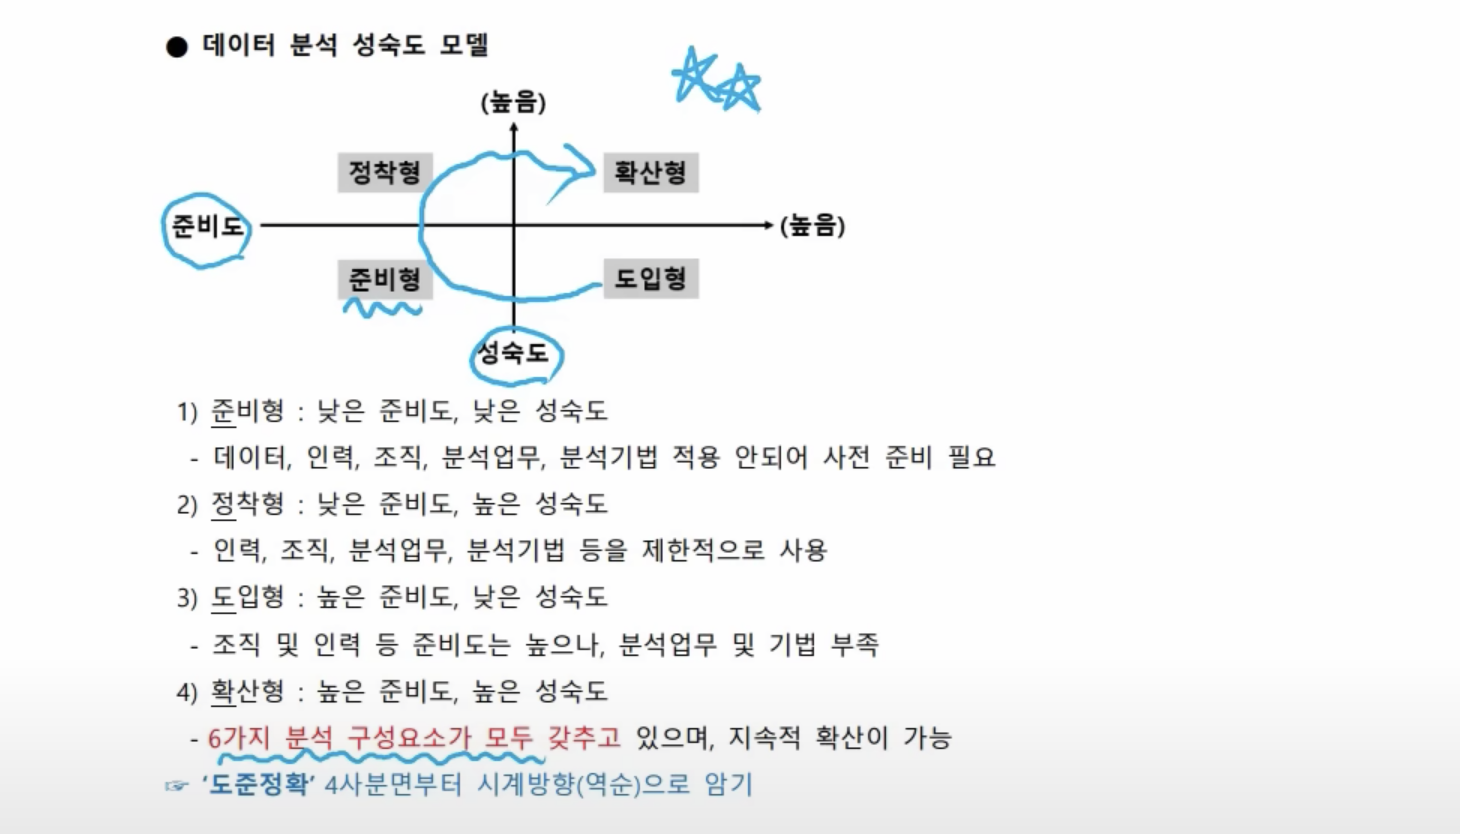 ● 데이터 분석 성숙도 모델
(높음)
정착형 확산형
준비도 (높음)
준비형 도입형
성숙도
1) 준비형 : 낮은 준비도, 낮은 성숙도
- 데이터, 인력, 조직, 분석업무, 분석기법 적용 안되어 사전 준비 필요
2) 정착형 : 낮은 준비도, 높은 성숙도
- 인력, 조직, 분석업무, 분석기법 등을 제한적으로 사용
3) 도입형 : 높은 준비도, 낮은 성숙도
- 조직 및 인력 등 준비도는 높으나, 분석업무 및 기법 부족
4) 확산형 : 높은 준비도, 높은 성숙도
- 6가지 분석 구성요소가 모두 갖추고 있으며, 지속적 확산이 가능
☞ ‘도준정확’ 4사분면부터 시계방향(역순)으로 암기